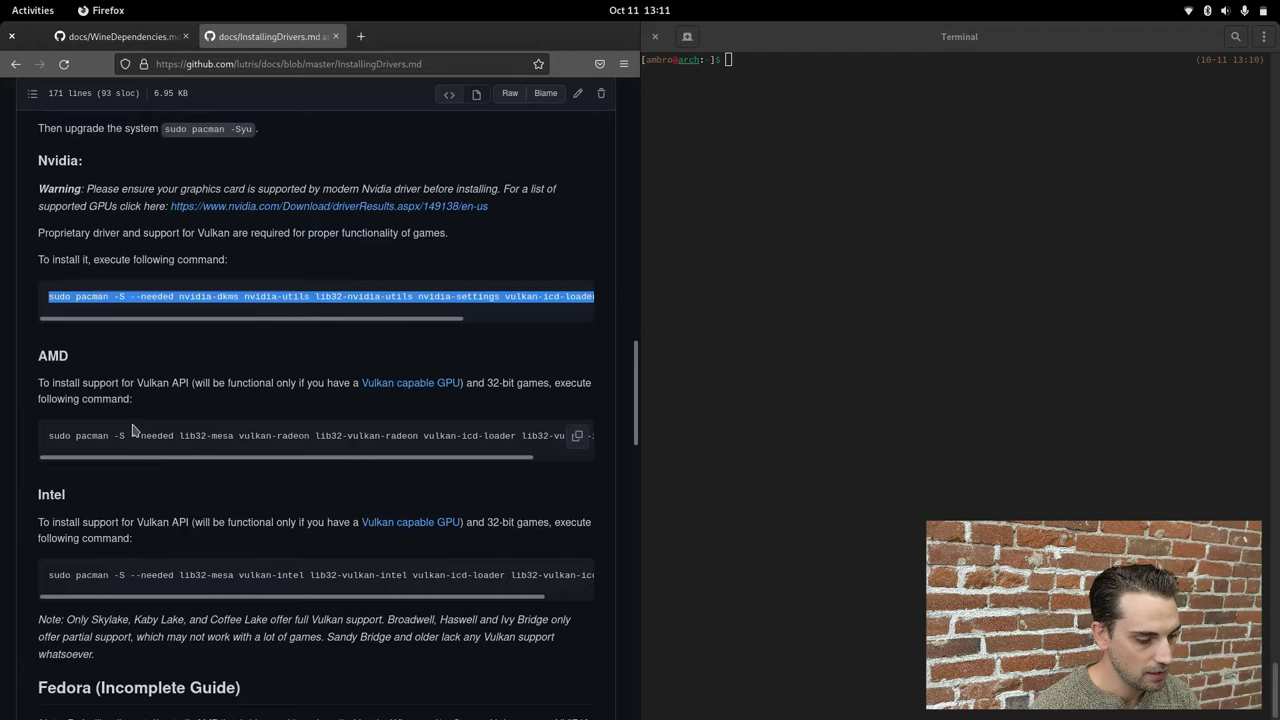 Activities
Firefox
Oct 11 13:11
docs/WineDependencies.md
docs/InstallingDrivers.md a
Terminal
https://github.com/lutris/docs/blob/master/InstallingDrivers.md
[ambro@arch:~]$
(10-11 13:10)
171 lines (93 sloc)
6.95 KB
Raw
Blame
Then upgrade the system sudo pacman -Syu.
Nvidia:
Warning: Please ensure your graphics card is supported by modern Nvidia driver before installing. For a list of
supported GPUs click here: https://www.nvidia.com/Download/driverResults.aspx/149138/en-us
Proprietary driver and support for Vulkan are required for proper functionality of games.
To install it, execute following command:
sudo pacman -S --needed nvidia-dkms nvidia-utils lib32-nvidia-utils nvidia-settings vulkan-icd-loader
AMD
To install support for Vulkan API (will be functional only if you have a Vulkan capable GPU) and 32-bit games, execute
following command:
sudo pacman -S --needed lib32-mesa vulkan-radeon lib32-vulkan-radeon vulkan-icd-loader lib32-vu
Intel
To install support for Vulkan API (will be functional only if you have a Vulkan capable GPU) and 32-bit games, execute
following command:
sudo pacman -S --needed lib32-mesa vulkan-intel lib32-vulkan-intel vulkan-icd-loader lib32-vulkan-icd
Note: Only Skylake, Kaby Lake, and Coffee Lake offer full Vulkan support. Broadwell, Haswell and Ivy Bridge only
offer partial support, which may not work with a lot of games. Sandy Bridge and older lack any Vulkan support
whatsoever.
Fedora (Incomplete Guide)